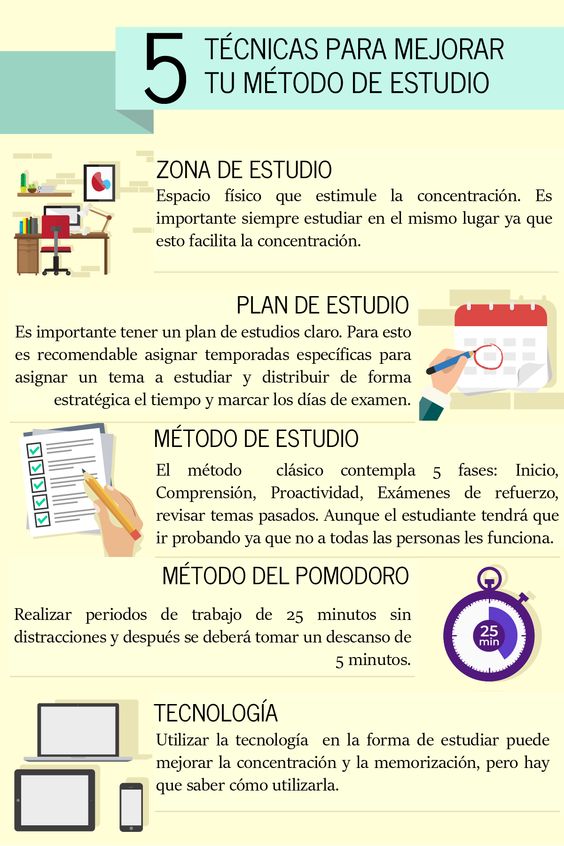 5
TÉCNICAS PARA MEJORAR
TU MÉTODO DE ESTUDIO
ZONA DE ESTUDIO
Espacio físico que estimule la concentración. Es
importante siempre estudiar en el mismo lugar ya que
esto facilita la concentración.
PLAN DE ESTUDIO
Es importante tener un plan de estudios claro. Para esto
es recomendable asignar temporadas específicas para
asignar un tema a estudiar y distribuir de forma
estratégica el tiempo y marcar los días de examen.
MÉTODO DE ESTUDIO
El método clásico contempla 5 fases: Inicio,
Comprensión, Proactividad, Exámenes de refuerzo,
revisar temas pasados. Aunque el estudiante tendrá que
ir probando ya que no a todas las personas les funciona.
MÉTODO DEL POMODORO
Realizar periodos de trabajo de 25 minutos sin
distracciones y después se deberá tomar un descanso de
5 minutos.
25
min
TECNOLOGÍA
Utilizar la tecnología en la forma de estudiar puede
mejorar la concentración y la memorización, pero hay
que saber cómo utilizarla.